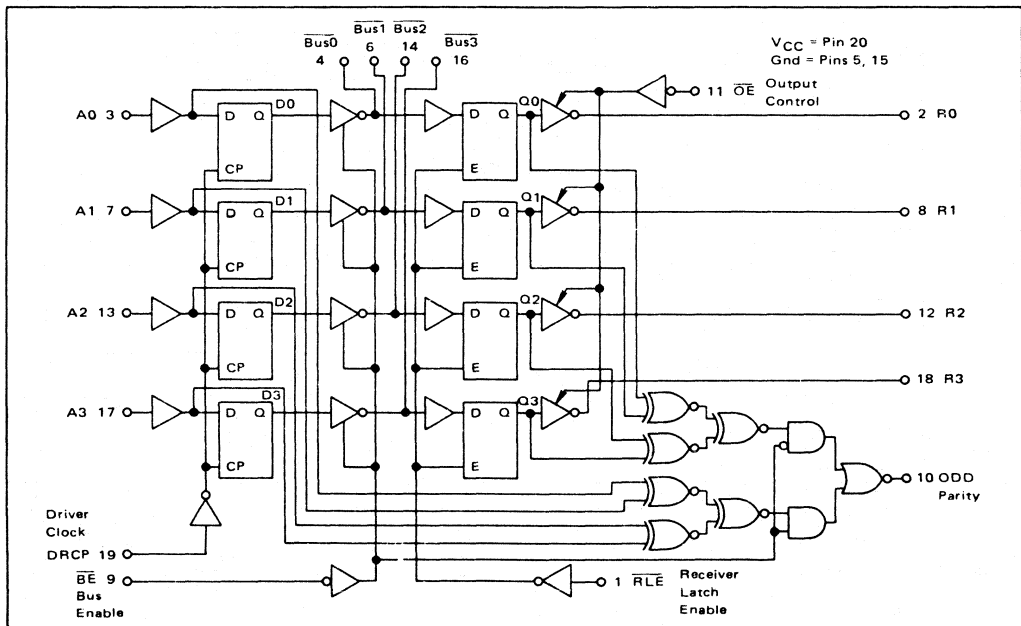 Bus0
4
Bus1
6
Bus2
14
Bus3
16
VCC = Pin 20
Gnd = Pins 5, 15
11 OE Output
Control
A0 3
D Q D0
CP
D Q
E
Q0
2 R0
A1 7
D Q D1
CP
D Q
E
Q1
8 R1
A2 13
D Q D2
CP
D Q
E
Q2
12 R2
18 R3
A3 17
D Q D3
CP
D Q
E
Q3
10 ODD
Parity
Driver
Clock
DRCP 19
BE 9
Bus
Enable
1 RLE Receiver
Latch
Enable